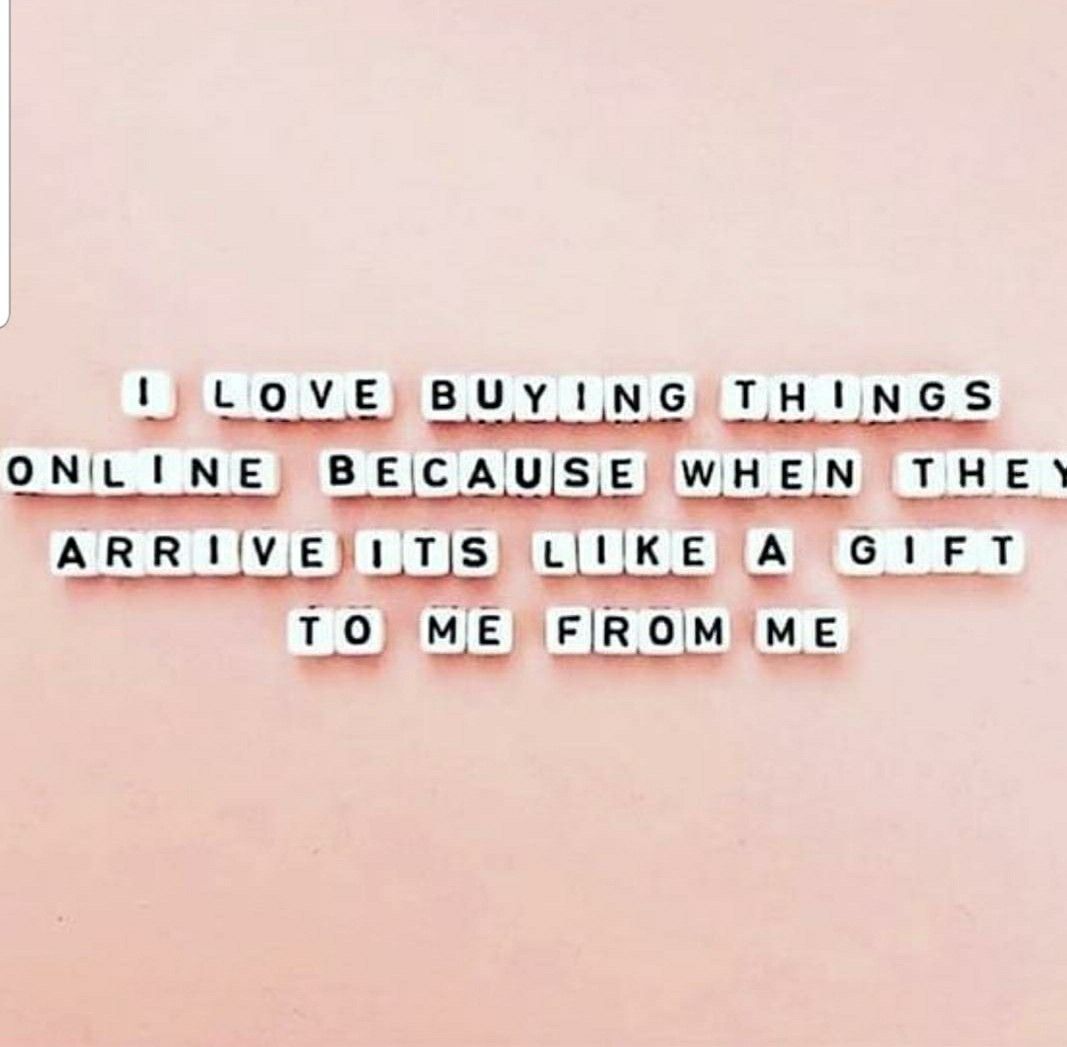 I LOVE BUYING THINGS
ONLINE BECAUSE WHEN THEY
ARRIVE ITS LIKE A GIFT
TO ME FROM ME